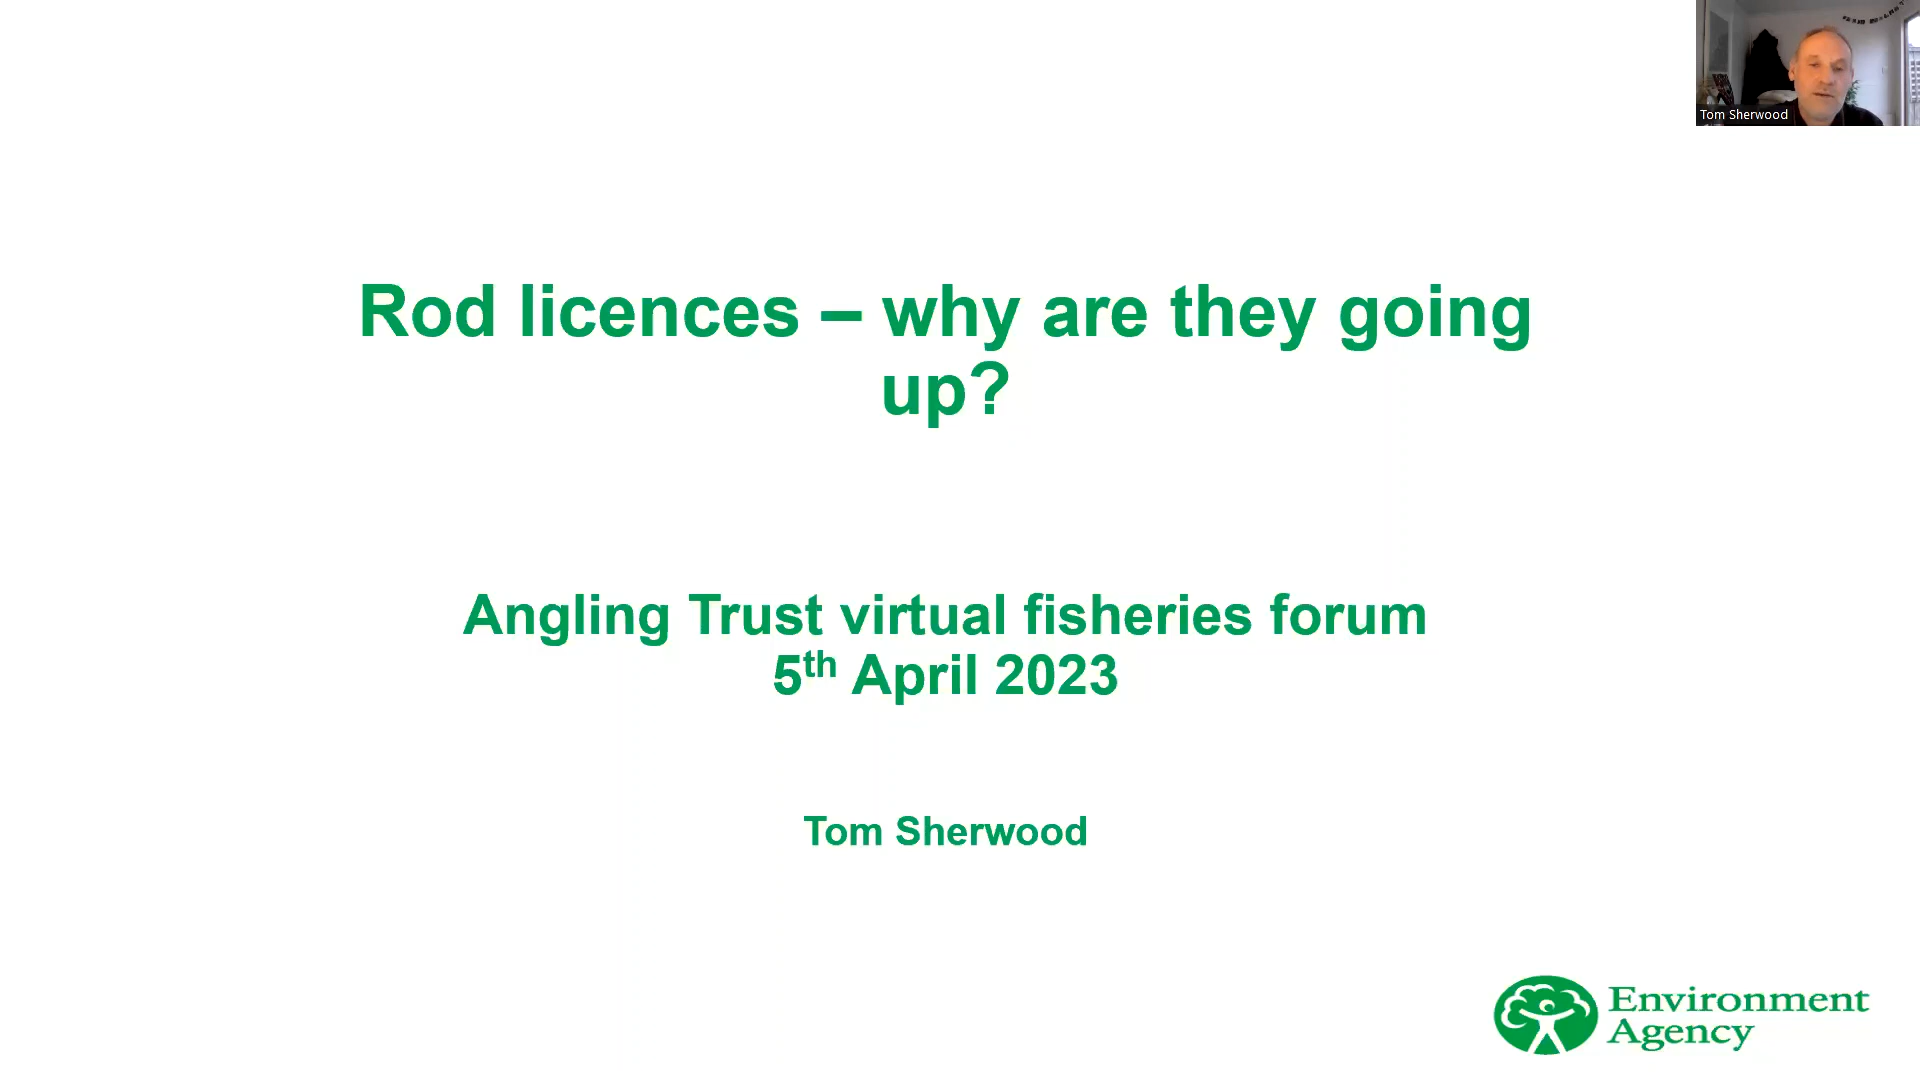 Tom Sherwood
Rod licences – why are they going
up?
Angling Trust virtual fisheries forum
5th April 2023
Tom Sherwood
Environment
Agency